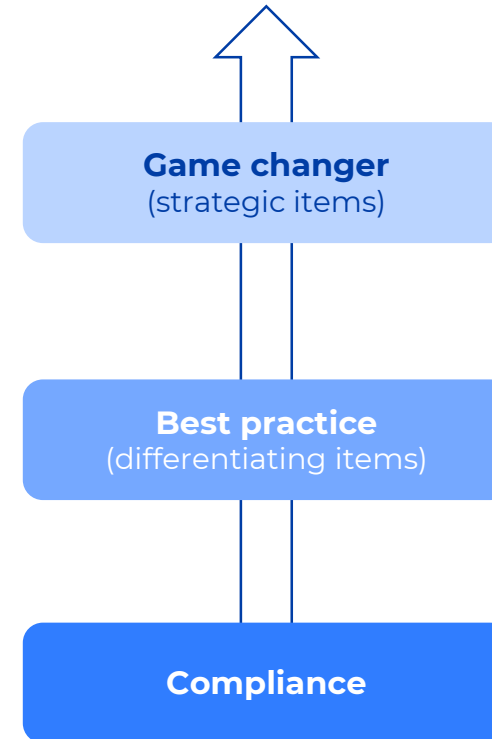 Game changer
(strategic items)
Best practice
(differentiating items)
Compliance